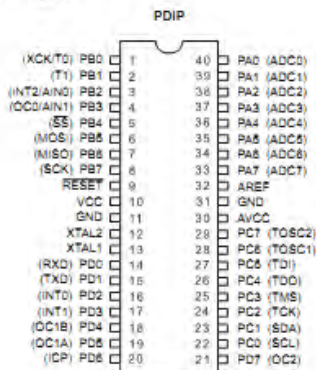 PDIP
(XCK/T0) PB0 1 40 PA0 (ADC0)
(T1) PB1 2 39 PA1 (ADC1)
(INT2/AIN0) PB2 3 38 PA2 (ADC2)
(OC0/AIN1) PB3 4 37 PA3 (ADC3)
(SS) PB4 5 36 PA4 (ADC4)
(MOSI) PB5 6 35 PA5 (ADC5)
(MISO) PB6 7 34 PA6 (ADC6)
(SCK) PB7 8 33 PA7 (ADC7)
RESET 9 32 AREF
VCC 10 31 GND
GND 11 30 AVCC
XTAL2 12 29 PC7 (TOSC2)
XTAL1 13 28 PC6 (TOSC1)
(RXD) PD0 14 27 PC5 (TDI)
(TXD) PD1 15 26 PC4 (TDO)
(INT0) PD2 16 25 PC3 (TMS)
(INT1) PD3 17 24 PC2 (TCK)
(OC1B) PD4 18 23 PC1 (SDA)
(OC1A) PD5 19 22 PC0 (SCL)
(ICP) PD6 20 21 PD7 (OC2)